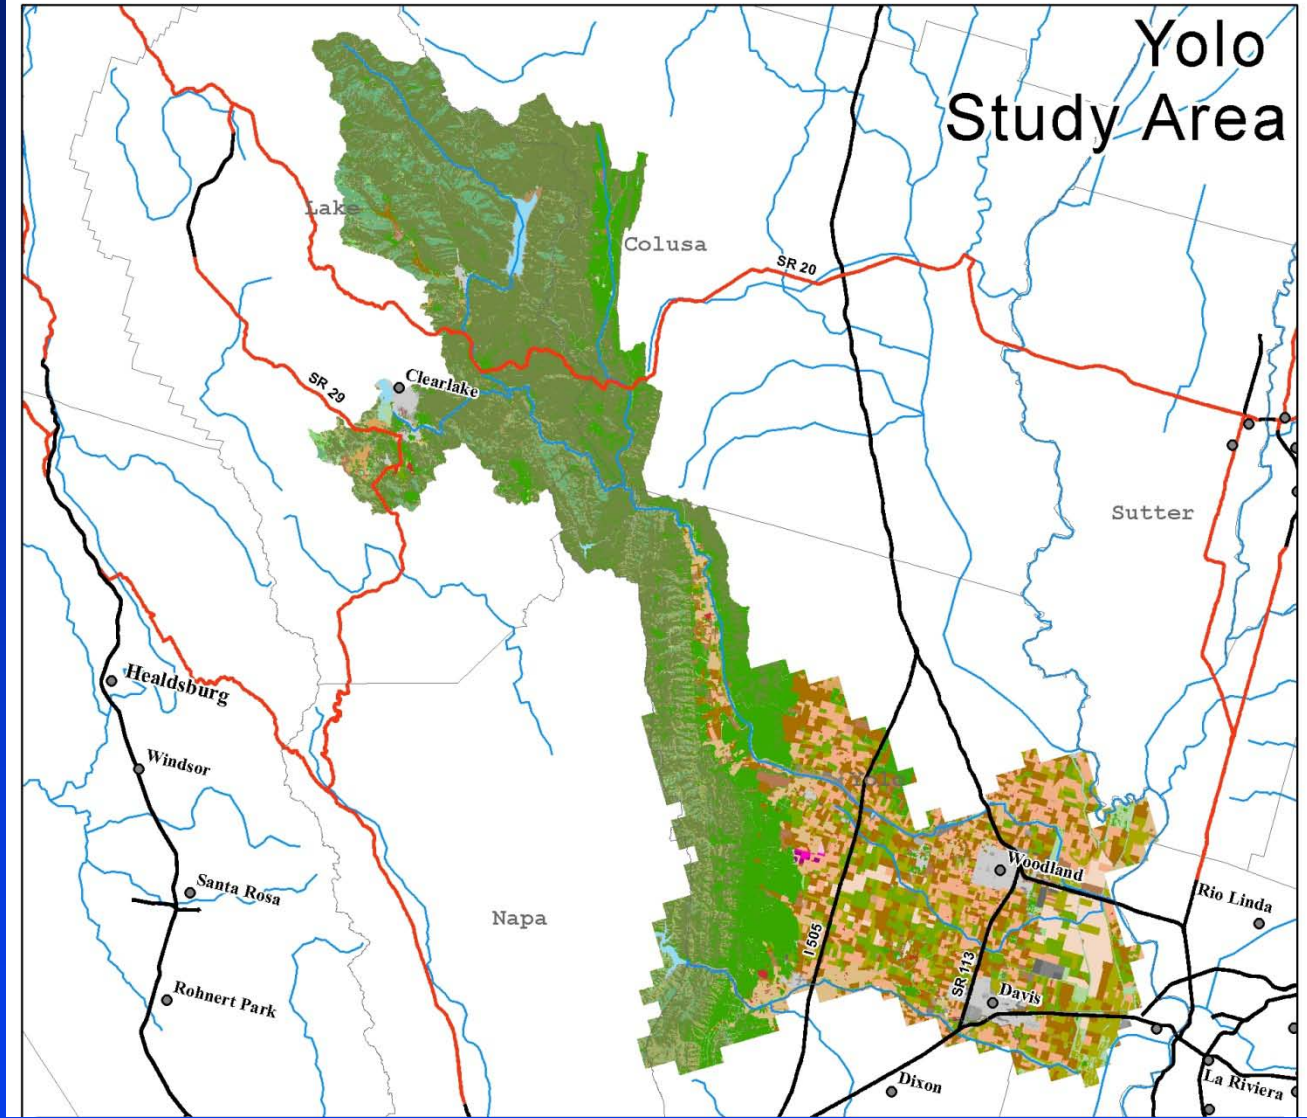 Yolo
Study Area
Lake
Colusa
SR 20
SR 29
Clearlake
Sutter
Healdsburg
Windsor
Santa Rosa
Napa
Woodland
Rio Linda
I 505
SR 113
Davis
Rohnert Park
Dixon
La Riviera